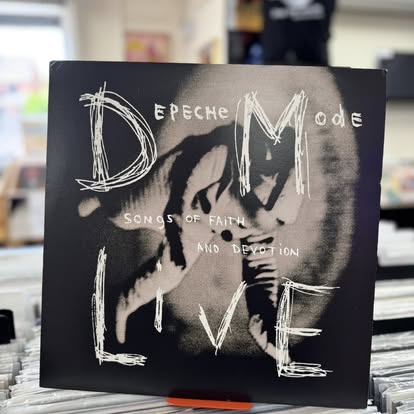 DEPECHE MODE
SONGS OF FAITH
AND DEVOTION
LIVE